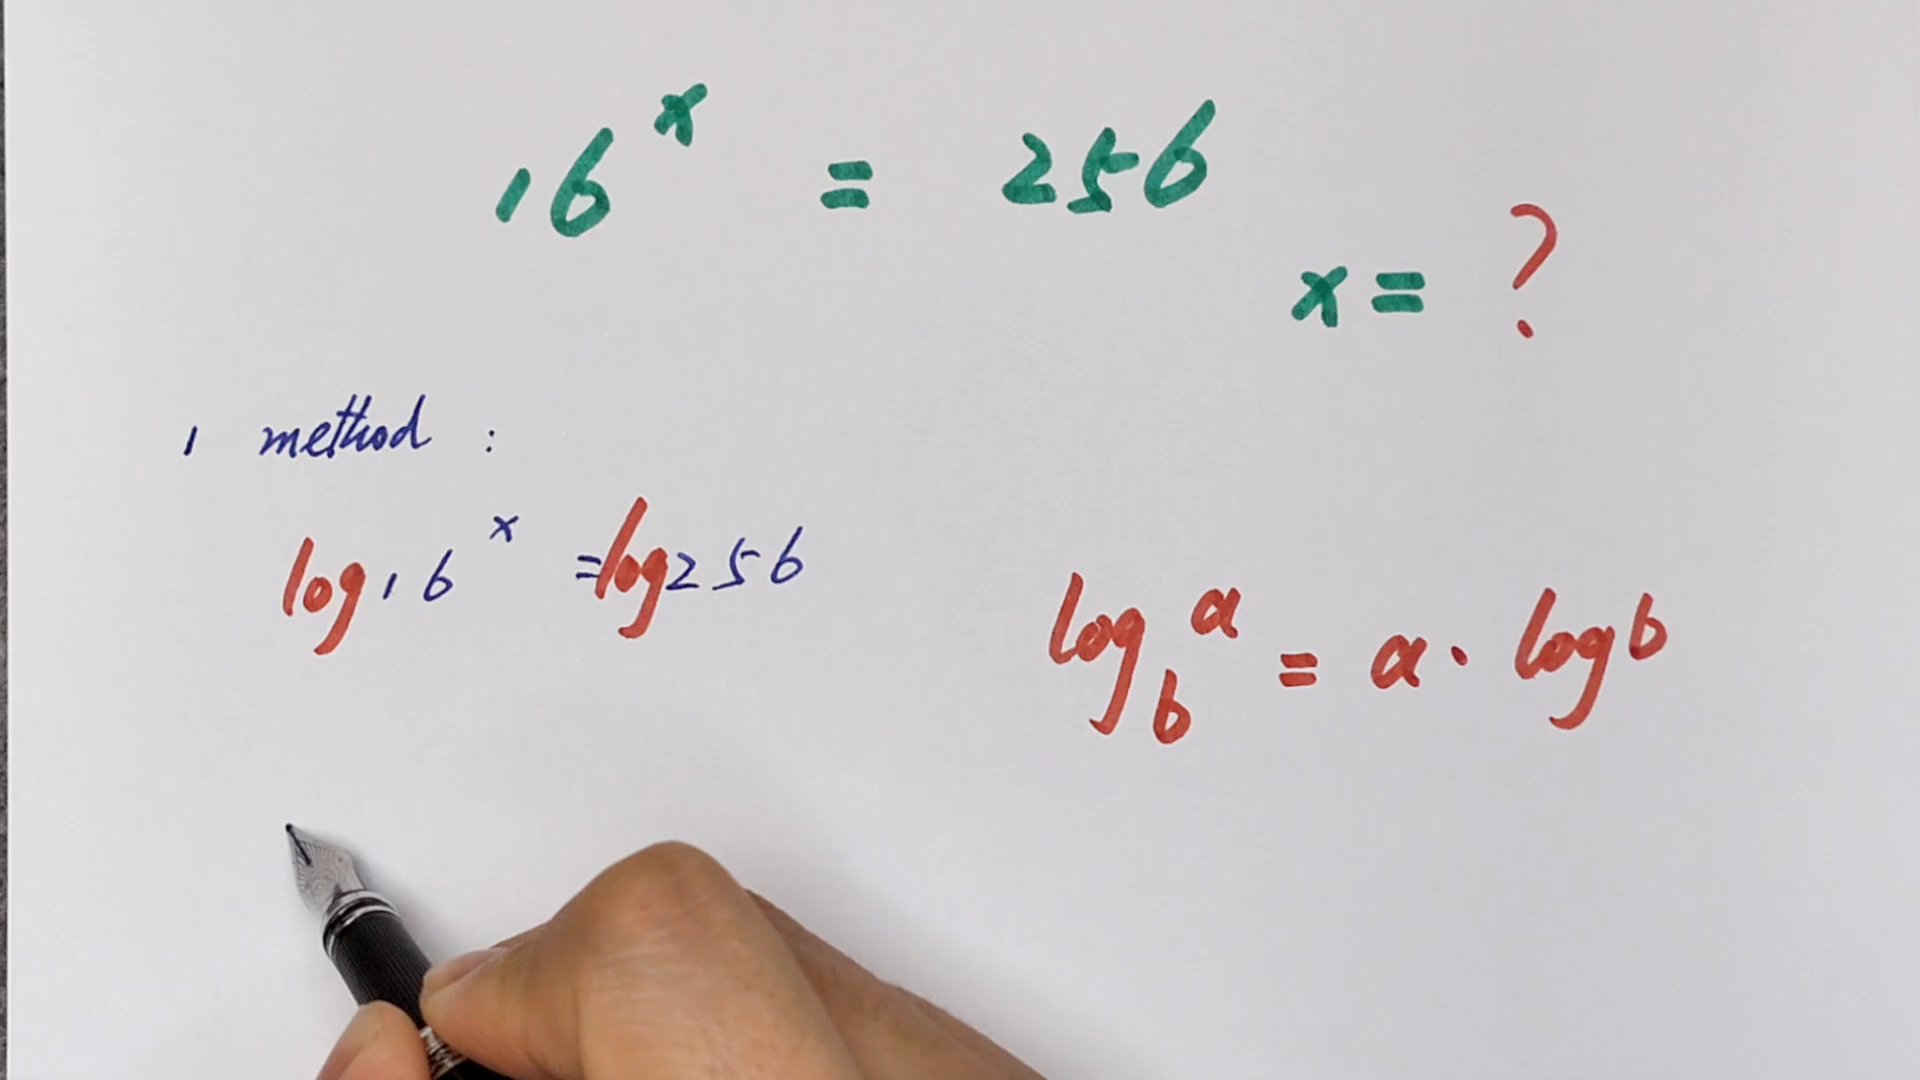 16^x = 256
x = ?
1 method :
log 16^x = log 256
log_b^a = a · log b